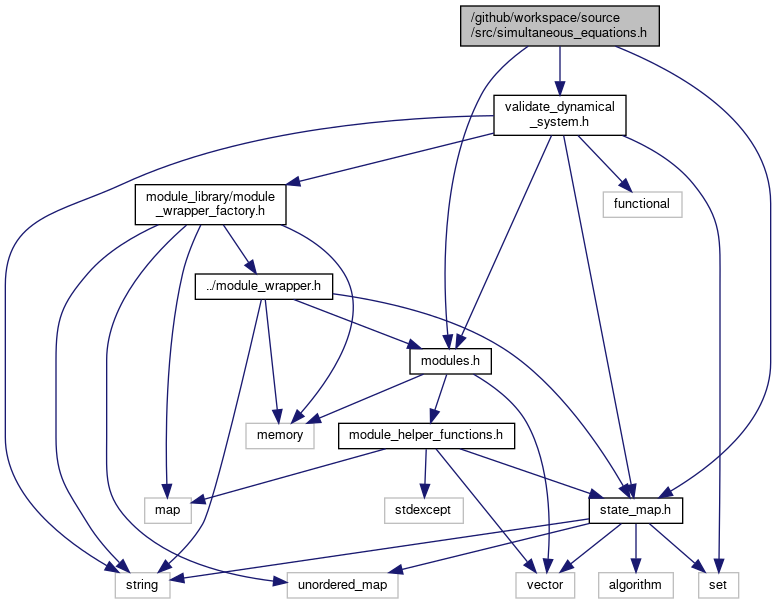 /github/workspace/source
/src/simultaneous_equations.h
validate_dynamical
_system.h
module_library/module
_wrapper_factory.h
functional
../module_wrapper.h
modules.h
memory
module_helper_functions.h
map
stdexcept
state_map.h
string
unordered_map
vector
algorithm
set